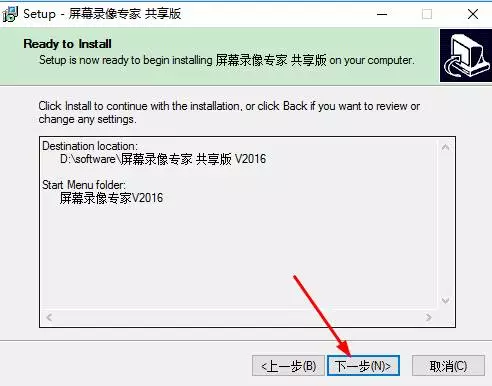 Setup - 屏幕录像专家 共享版
Ready to Install
Setup is now ready to begin installing 屏幕录像专家 共享版 on your computer.
Click Install to continue with the installation, or click Back if you want to review or
change any settings.
Destination location:
D:\software\屏幕录像专家 共享版 V2016
Start Menu folder:
屏幕录像专家V2016
<上一步(B)
下一步(N)>
取消(C)